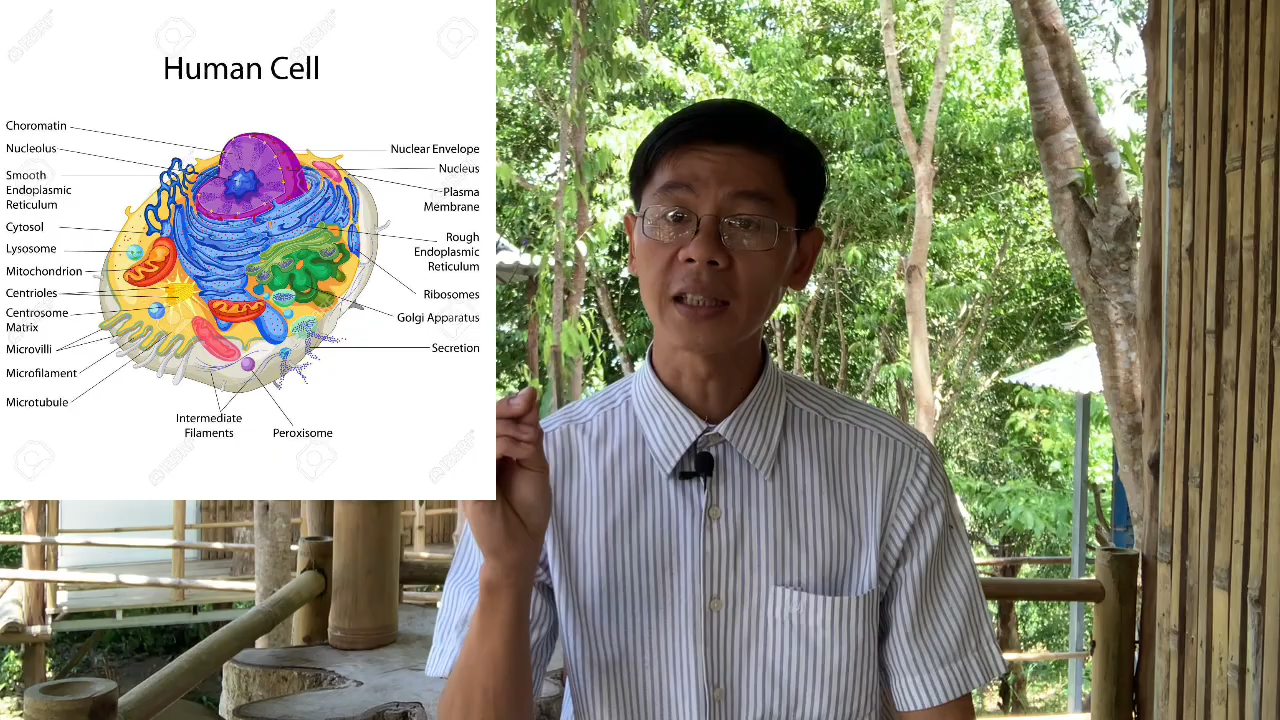 Human Cell
Choromatin
Nucleolus
Smooth
Endoplasmic
Reticulum
Cytosol
Lysosome
Mitochondrion
Centrioles
Centrosome
Matrix
Microvilli
Microfilament
Microtubule
Intermediate
Filaments
Peroxisome
Nuclear Envelope
Nucleus
Plasma
Membrane
Rough
Endoplasmic
Reticulum
Ribosomes
Golgi Apparatus
Secretion